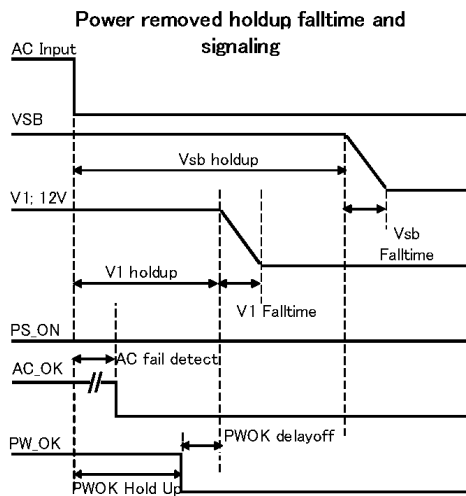 Power removed holdup falltime and
signaling
AC Input
VSB
Vsb holdup
V1; 12V
Vsb
Falltime
V1 holdup
V1 Falltime
PS_ON
AC fail detect
AC_OK
PWOK delayoff
PW_OK
PWOK Hold Up